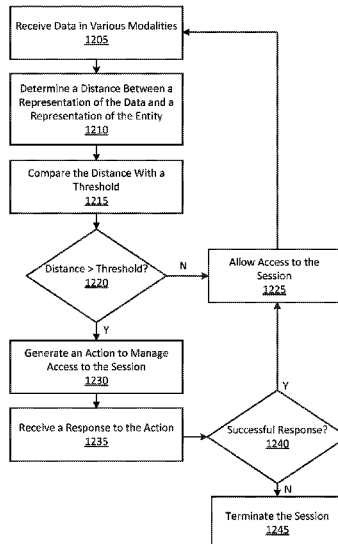 Receive Data in Various Modalities
1205
Determine a Distance Between a
Representation of the Data and a
Representation of the Entity
1210
Compare the Distance With a
Threshold
1215
Distance > Threshold?
1220
N
Allow Access to the
Session
1225
Y
Generate an Action to Manage
Access to the Session
1230
Receive a Response to the Action
1235
Successful Response?
1240
Y
N
Terminate the Session
1245